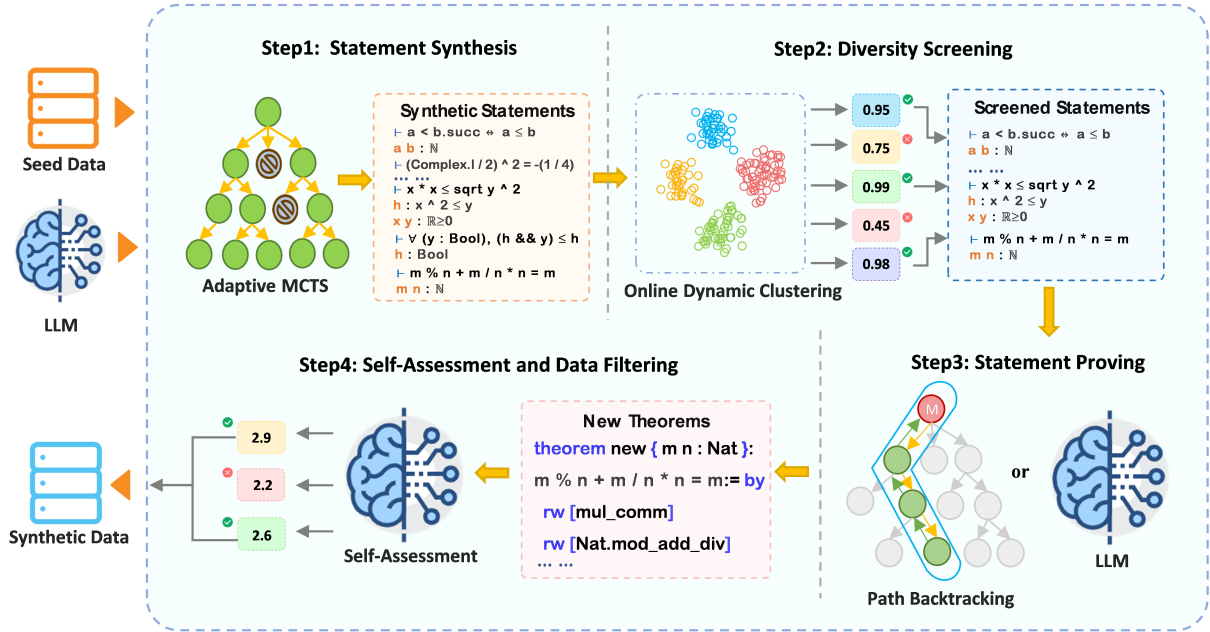 Step1: Statement Synthesis
Step2: Diversity Screening
Seed Data
LLM
Adaptive MCTS
Synthetic Statements
⊢ a < b.succ ↔ a ≤ b
a b : ℕ
⊢ (Complex.I / 2) ^ 2 = -(1 / 4)
... ...
⊢ x * x ≤ sqrt y ^ 2
h : x ^ 2 ≤ y
x y : ℝ≥0
⊢ ∀ (y : Bool), (h && y) ≤ h
h : Bool
⊢ m % n + m / n * n = m
m n : ℕ
Online Dynamic Clustering
0.95
0.75
0.99
0.45
0.98
Screened Statements
⊢ a < b.succ ↔ a ≤ b
a b : ℕ
... ...
⊢ x * x ≤ sqrt y ^ 2
h : x ^ 2 ≤ y
x y : ℝ≥0
⊢ m % n + m / n * n = m
m n : ℕ
Step4: Self-Assessment and Data Filtering
Step3: Statement Proving
Synthetic Data
2.9
2.2
2.6
Self-Assessment
New Theorems
theorem new { m n : Nat }:
m % n + m / n * n = m:= by
rw [mul_comm]
rw [Nat.mod_add_div]
... ...
M
or
LLM
Path Backtracking